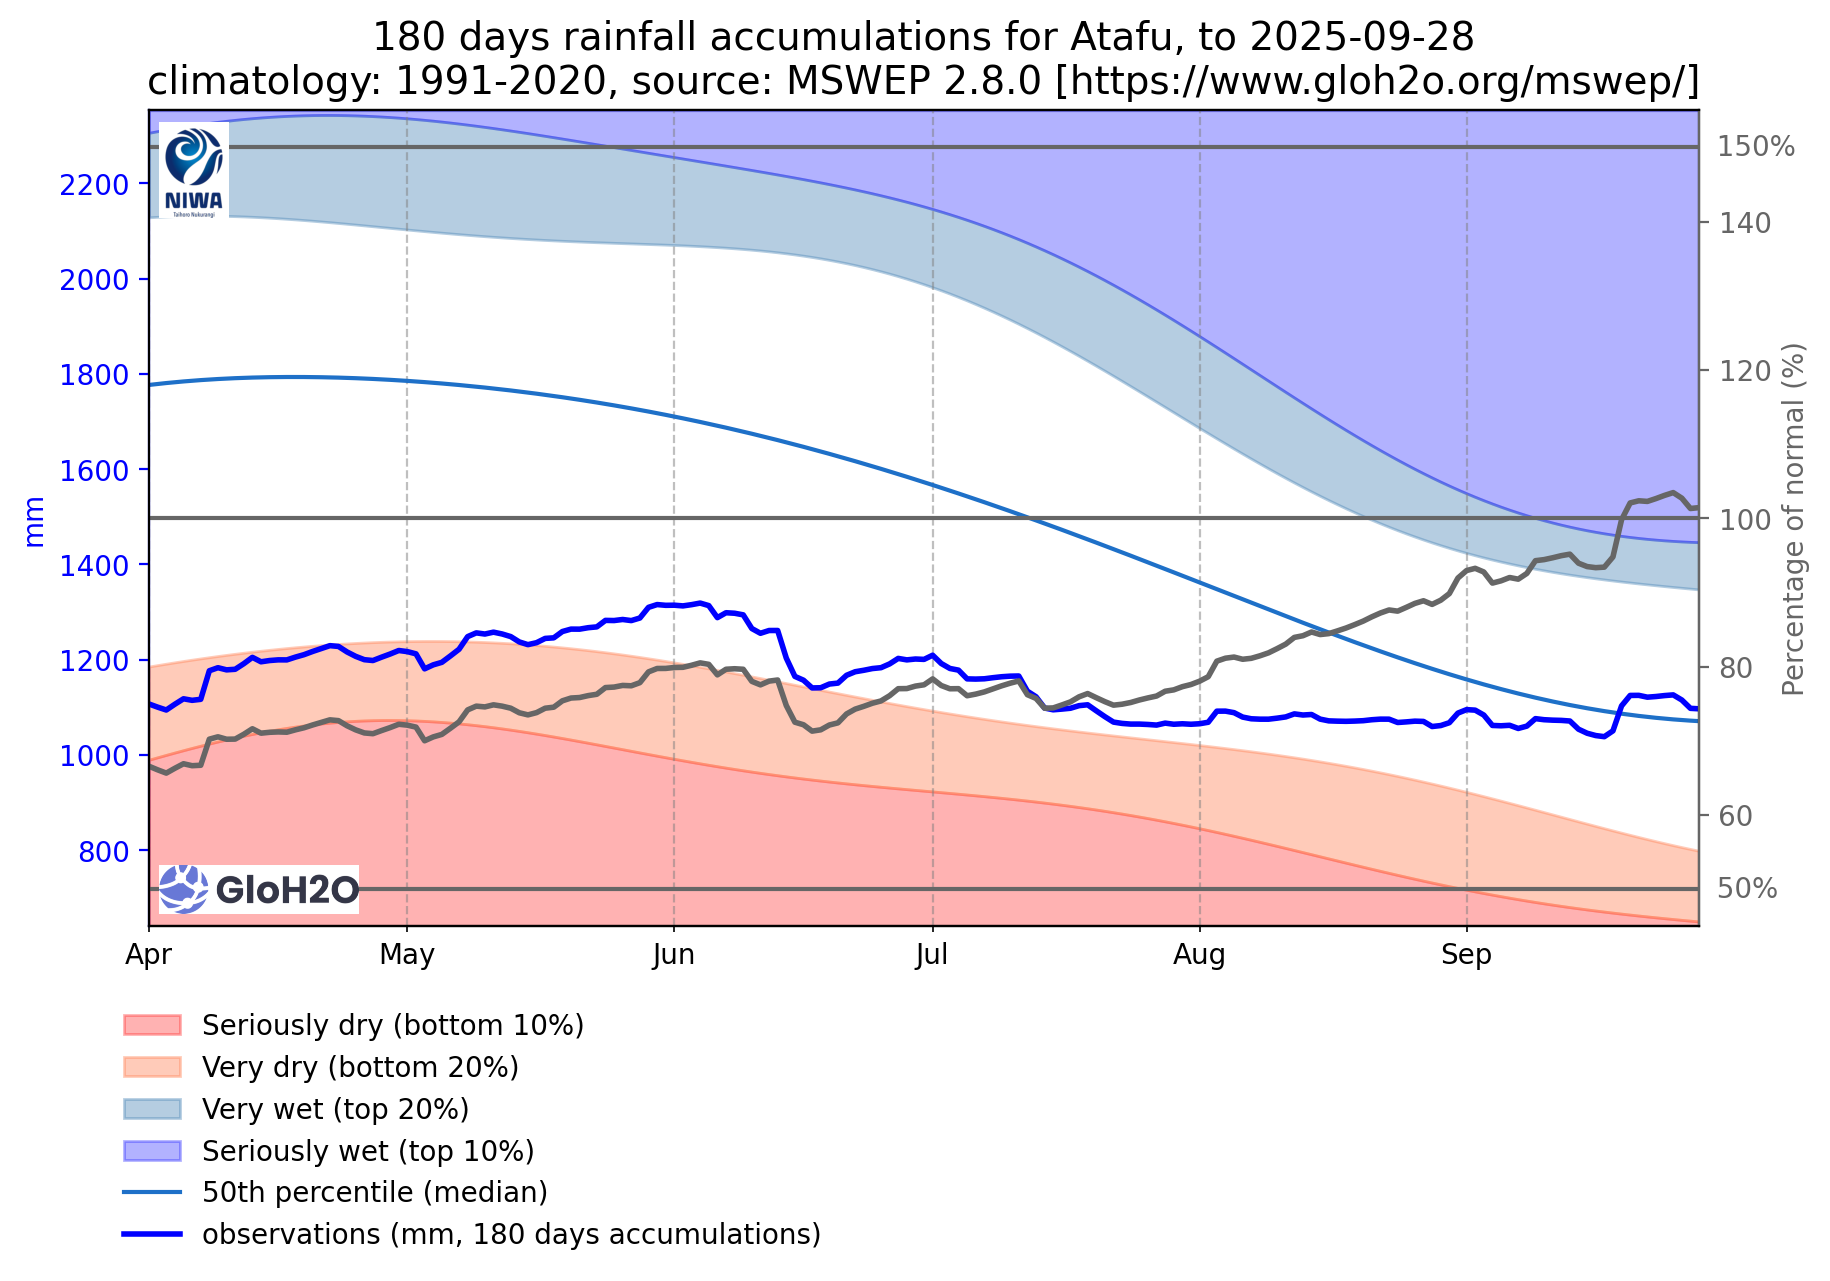 180 days rainfall accumulations for Atafu, to 2025-09-28
climatology: 1991-2020, source: MSWEP 2.8.0 [https://www.gloh2o.org/mswep/]
NIWA
Taihoro Nukurangi
2200
2000
1800
1600
1400
1200
1000
800
mm
150%
140
120
100
80
60
50%
Percentage of normal (%)
GloH2O
Apr
May
Jun
Jul
Aug
Sep
Seriously dry (bottom 10%)
Very dry (bottom 20%)
Very wet (top 20%)
Seriously wet (top 10%)
50th percentile (median)
observations (mm, 180 days accumulations)